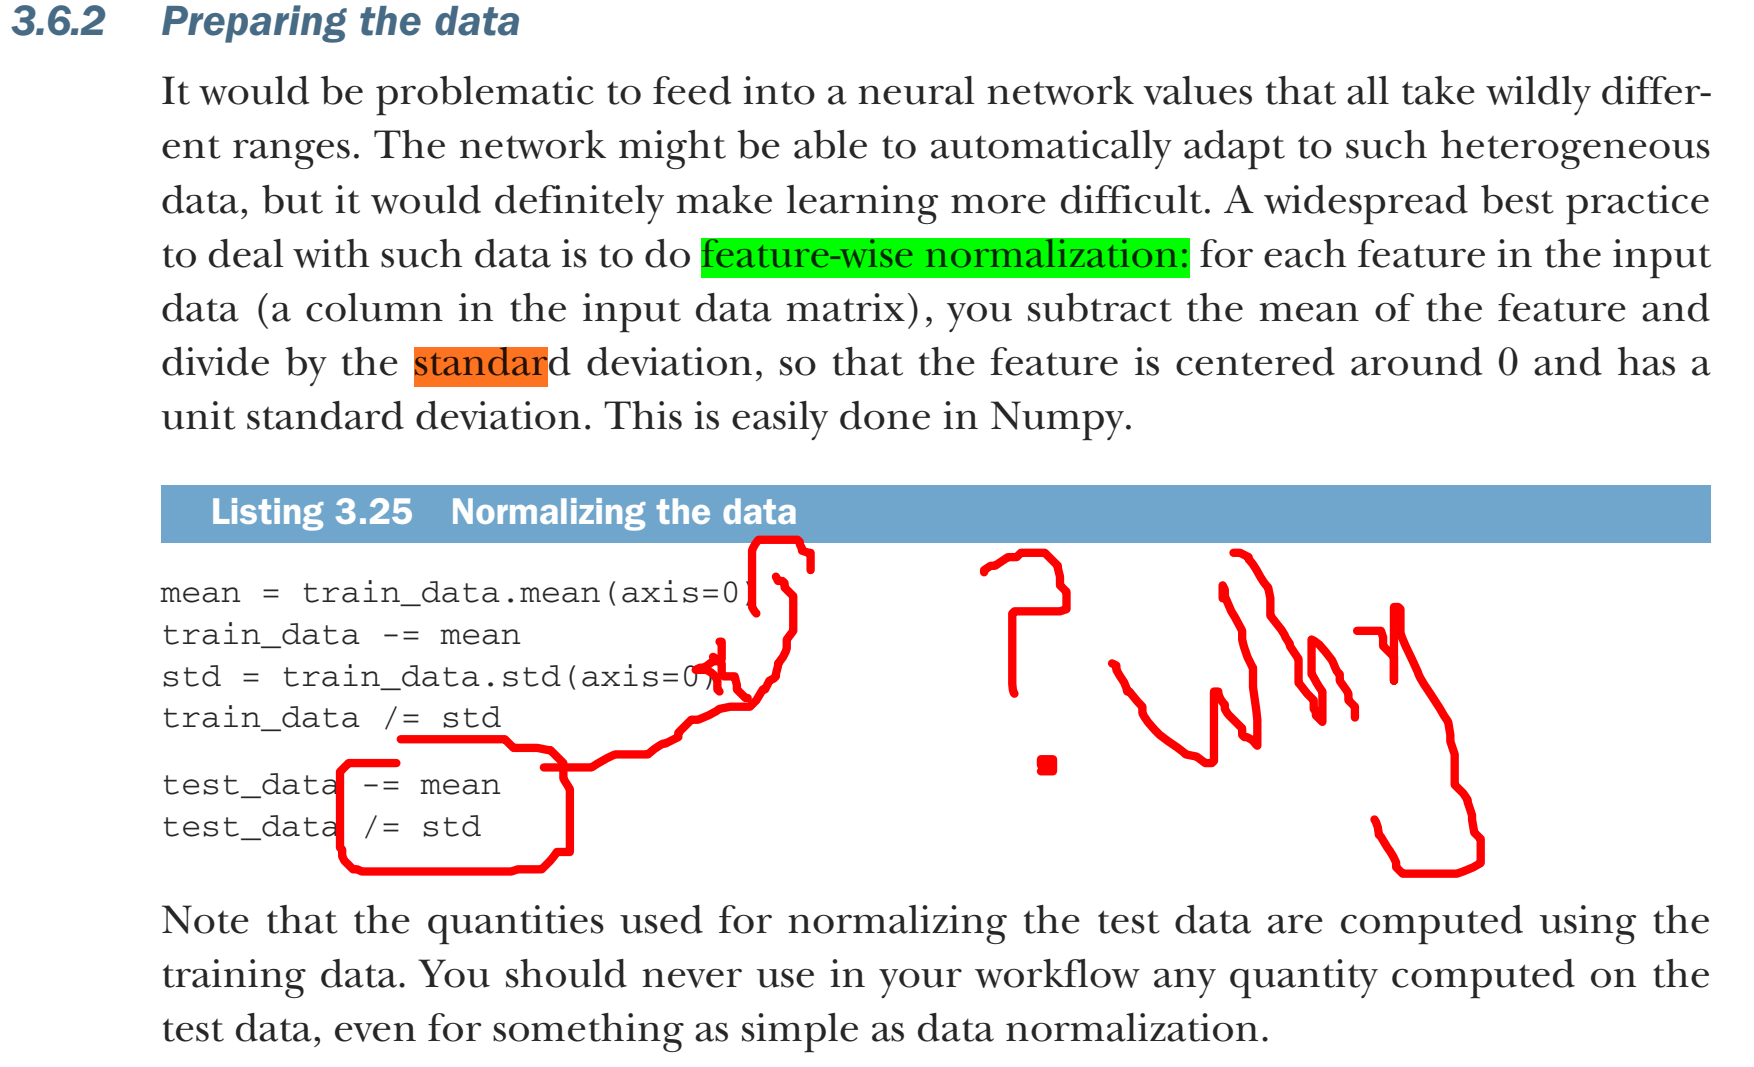 3.6.2 Preparing the data
It would be problematic to feed into a neural network values that all take wildly differ-
ent ranges. The network might be able to automatically adapt to such heterogeneous
data, but it would definitely make learning more difficult. A widespread best practice
to deal with such data is to do feature-wise normalization: for each feature in the input
data (a column in the input data matrix), you subtract the mean of the feature and
divide by the standard deviation, so that the feature is centered around 0 and has a
unit standard deviation. This is easily done in Numpy.
Listing 3.25 Normalizing the data
mean = train_data.mean(axis=0)
train_data -= mean
std = train_data.std(axis=0)
train_data /= std
? Why
test_data -= mean
test_data /= std
Note that the quantities used for normalizing the test data are computed using the
training data. You should never use in your workflow any quantity computed on the
test data, even for something as simple as data normalization.